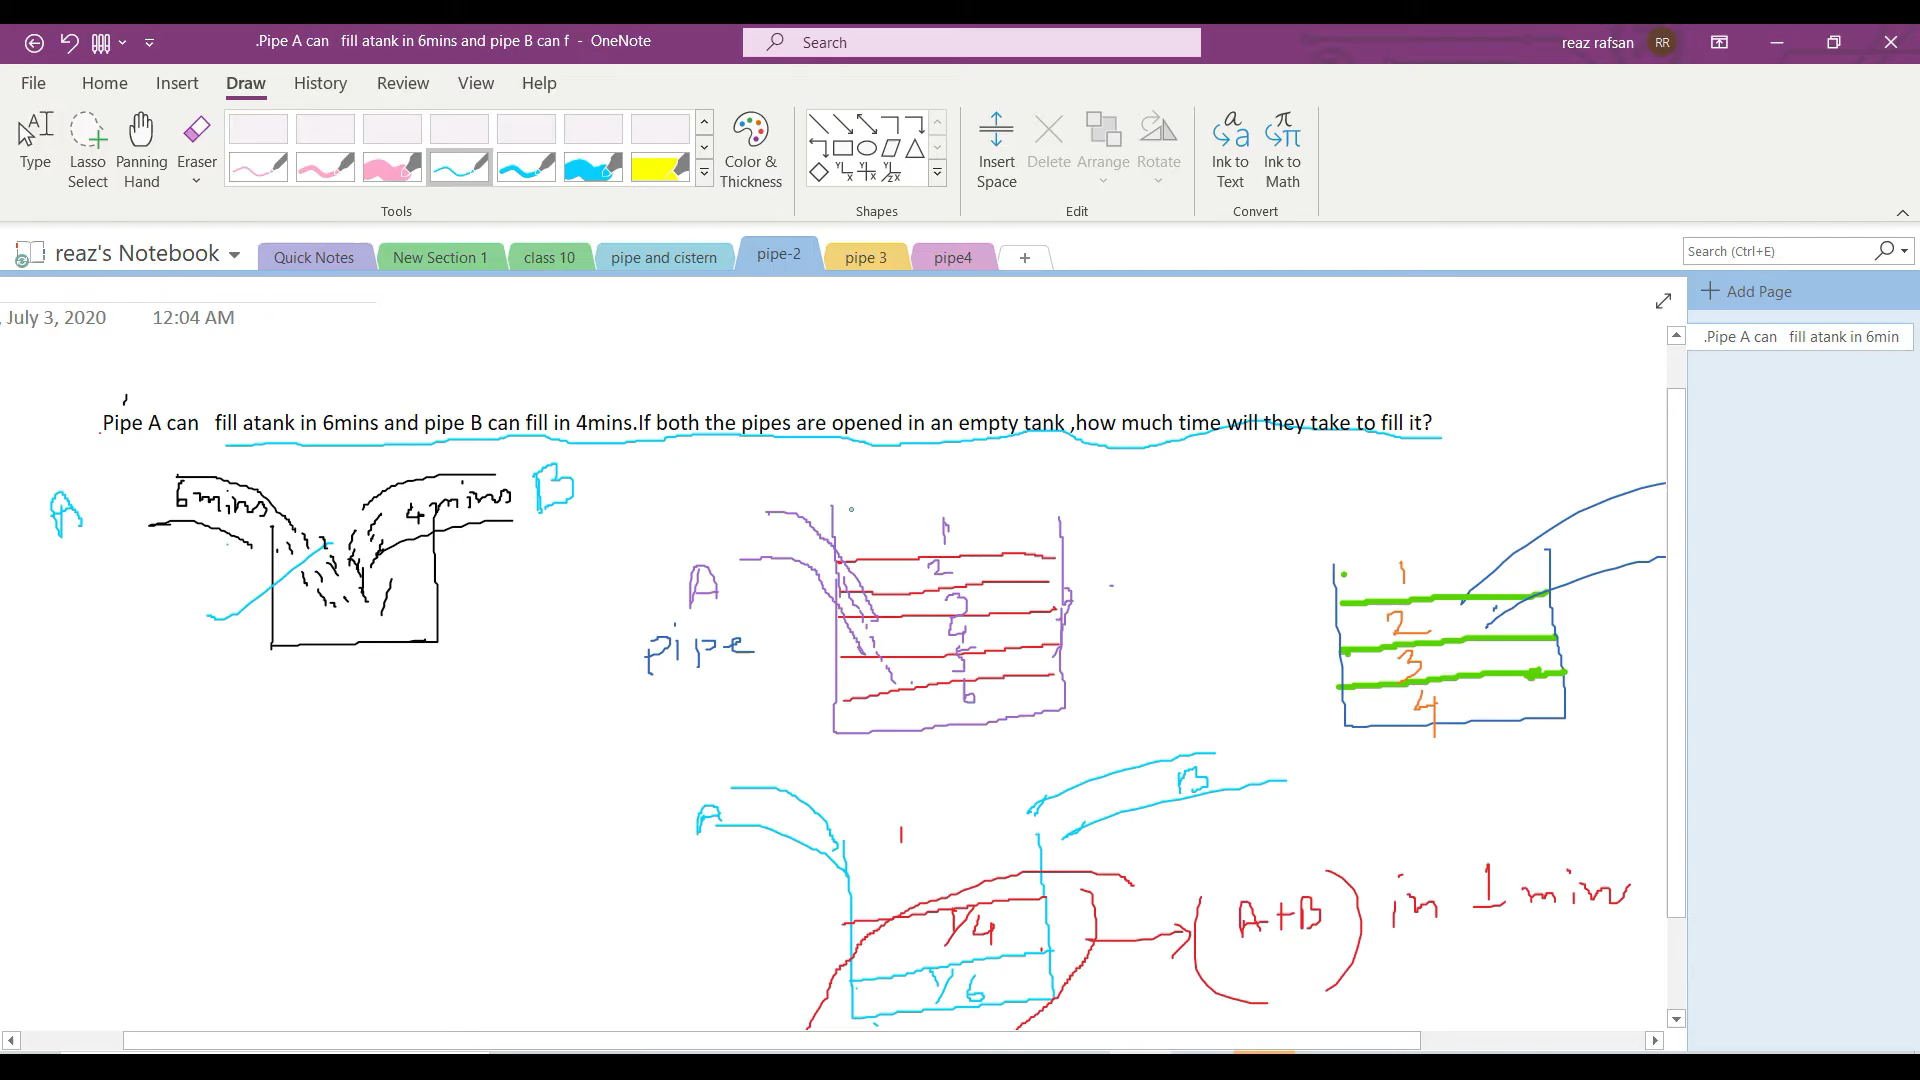 .Pipe A can   fill atank in 6mins and pipe B can f  -  OneNote
Search
reaz rafsan
RR
File
Home
Insert
Draw
History
Review
View
Help
Type
Lasso Select
Panning Hand
Eraser
Color & Thickness
Insert Space
Delete
Arrange
Rotate
Ink to Text
Ink to Math
Tools
Shapes
Edit
Convert
reaz's Notebook
Quick Notes
New Section 1
class 10
pipe and cistern
pipe-2
pipe 3
pipe4
Search (Ctrl+E)
Add Page
, July 3, 2020
12:04 AM
.Pipe A can   fill atank in 6min
.Pipe A can   fill atank in 6mins and pipe B can fill in 4mins.If both the pipes are opened in an empty tank ,how much time will they take to fill it?
A
6 mins
4 mins
B
A
pipe
1
2
3
4
5
6
1
2
3
4
A
B
1
1/4
1/6
(A+B) in 1 mins